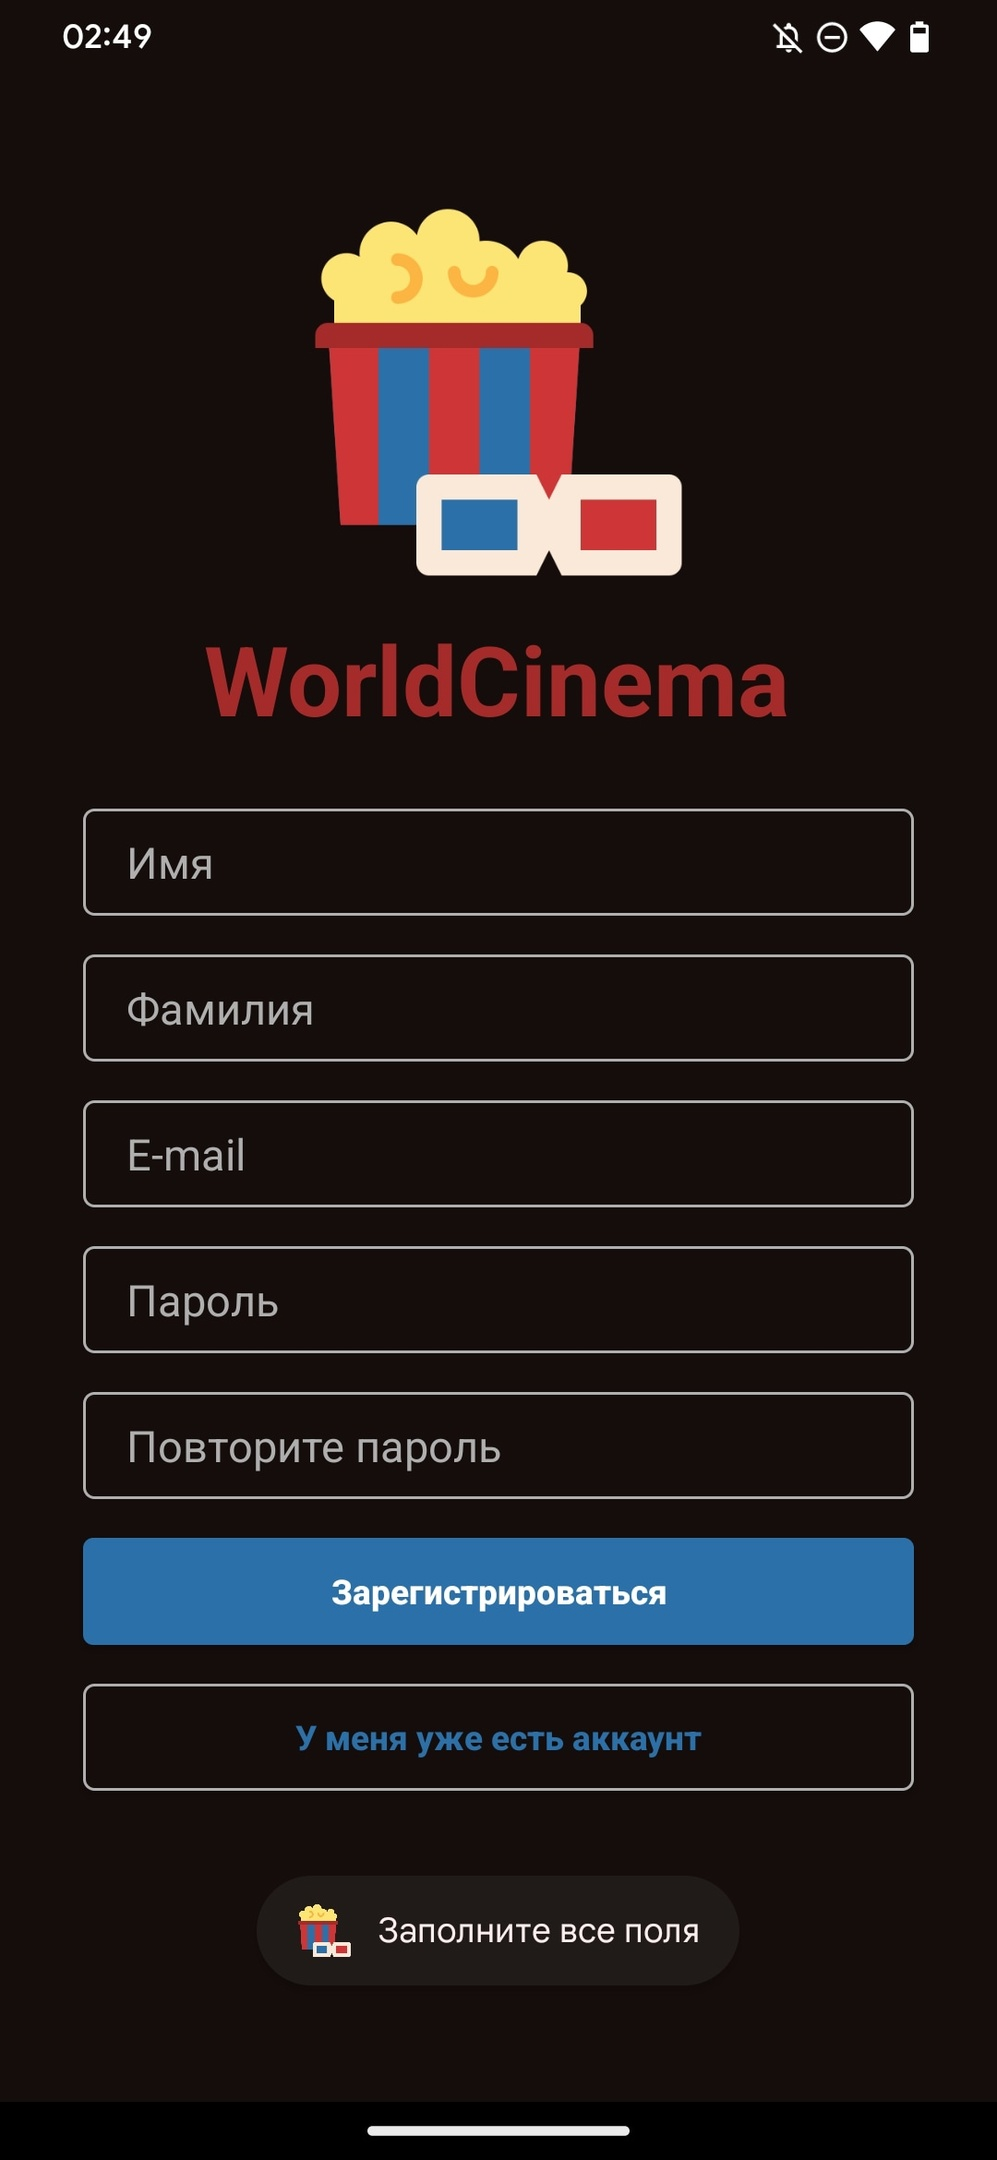 02:49
WorldCinema
Имя
Фамилия
E-mail
Пароль
Повторите пароль
Зарегистрироваться
У меня уже есть аккаунт
Заполните все поля